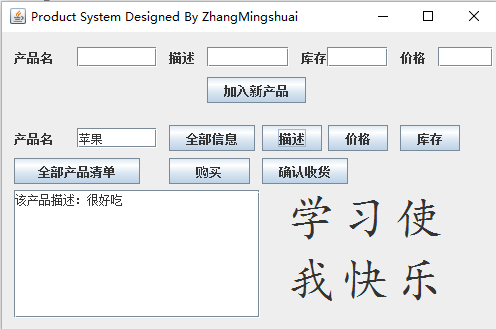 Product System Designed By ZhangMingshuai
产品名 描述 库存 价格
加入新产品
产品名 苹果 全部信息 描述 价格 库存
全部产品清单 购买 确认收货
该产品描述：很好吃
学习使
我快乐